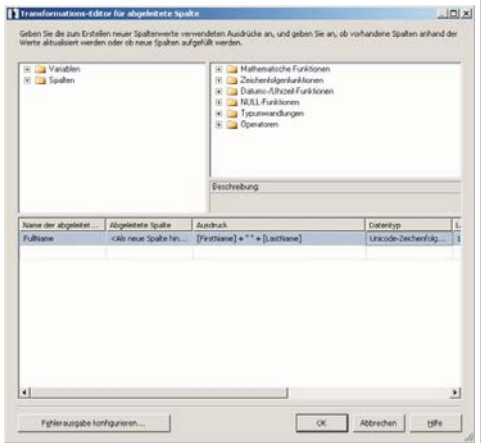 Transformations-Editor für abgeleitete Spalte
Geben Sie die zum Erstellen neuer Spaltenwerte verwendeten Ausdrücke an, und geben Sie an, ob vorhandene Spalten anhand der
Werte aktualisiert werden oder ob neue Spalten aufgefüllt werden.
Variablen
Spalten
Mathematische Funktionen
Zeichenfolgenfunktionen
Datums-/Uhrzeit-Funktionen
NULL-Funktionen
Typumwandlungen
Operatoren
Beschreibung:
Name der abgeleitet... Abgeleitete Spalte Ausdruck Datentyp L
FullName <Als neue Spalte hin... [FirstName] + " " + [LastName] Unicode-Zeichenfolg... 1
Fehlerausgabe konfigurieren... OK Abbrechen Hilfe